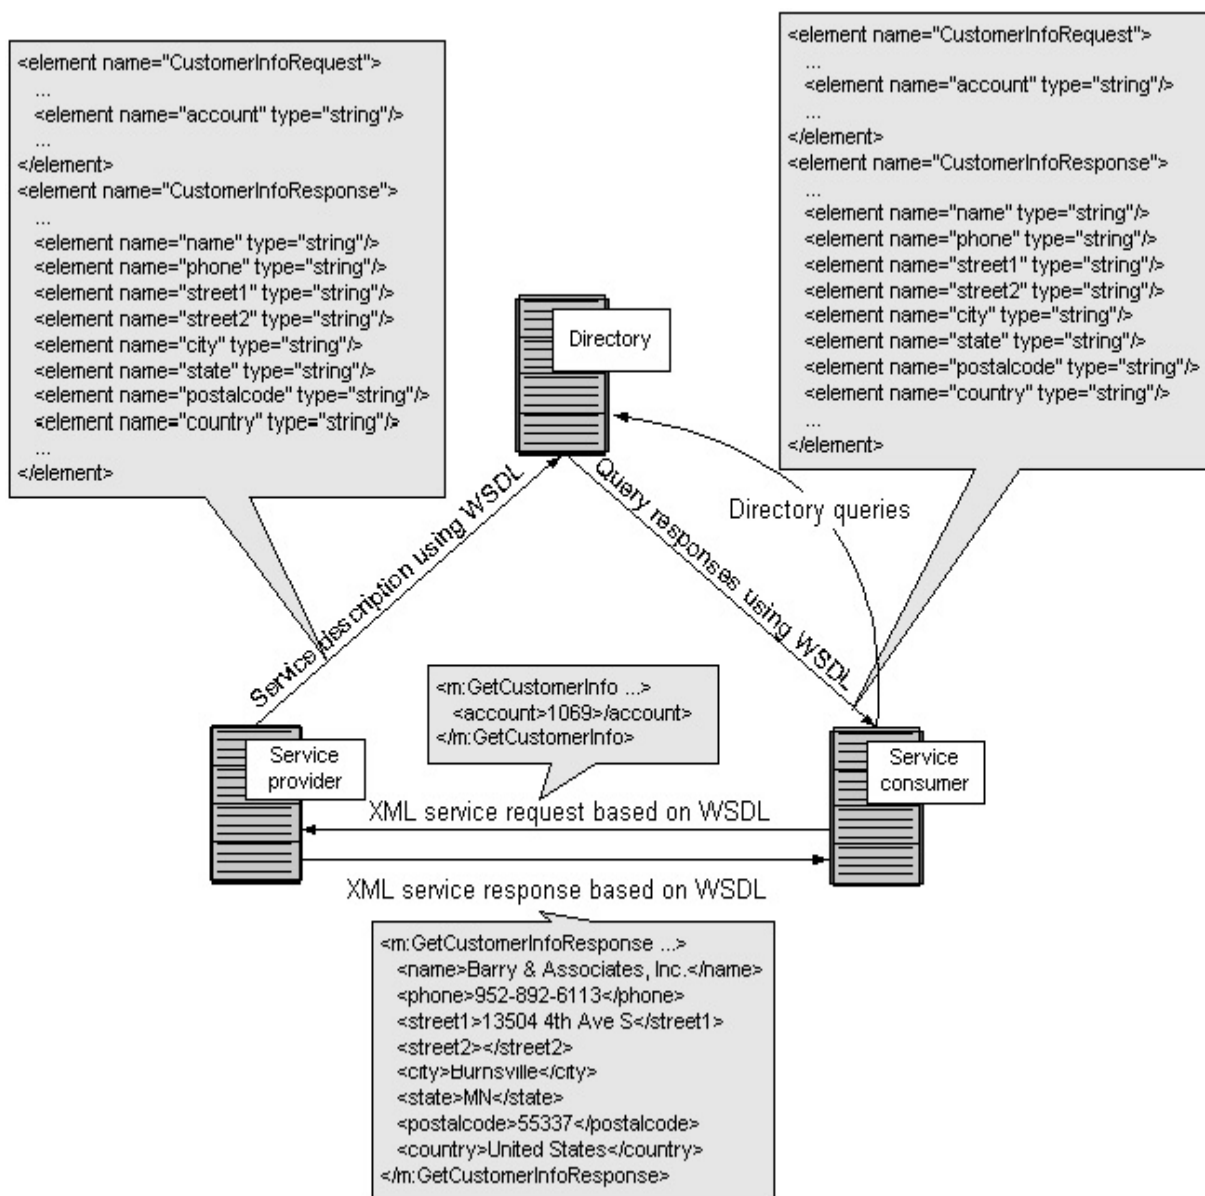 <element name="CustomerInfoRequest">
...
<element name="account" type="string"/>
...
</element>
<element name="CustomerInfoResponse">
...
<element name="name" type="string"/>
<element name="phone" type="string"/>
<element name="street1" type="string"/>
<element name="street2" type="string"/>
<element name="city" type="string"/>
<element name="state" type="string"/>
<element name="postalcode" type="string"/>
<element name="country" type="string"/>
...
</element>
<element name="CustomerInfoRequest">
...
<element name="account" type="string"/>
...
</element>
<element name="CustomerInfoResponse">
...
<element name="name" type="string"/>
<element name="phone" type="string"/>
<element name="street1" type="string"/>
<element name="street2" type="string"/>
<element name="city" type="string"/>
<element name="state" type="string"/>
<element name="postalcode" type="string"/>
<element name="country" type="string"/>
...
</element>
Directory
Service description using WSDL
Query responses using WSDL
Directory queries
<m:GetCustomerInfo ...>
<account>1069>/account>
</m:GetCustomerInfo>
Service
provider
Service
consumer
XML service request based on WSDL
XML service response based on WSDL
<m:GetCustomerInfoResponse ...>
<name>Barry & Associates, Inc.</name>
<phone>952-892-6113</phone>
<street1>13504 4th Ave S</street1>
<street2></street2>
<city>Burnsville</city>
<state>MN</state>
<postalcode>55337</postalcode>
<country>United States</country>
</m:GetCustomerInfoResponse>